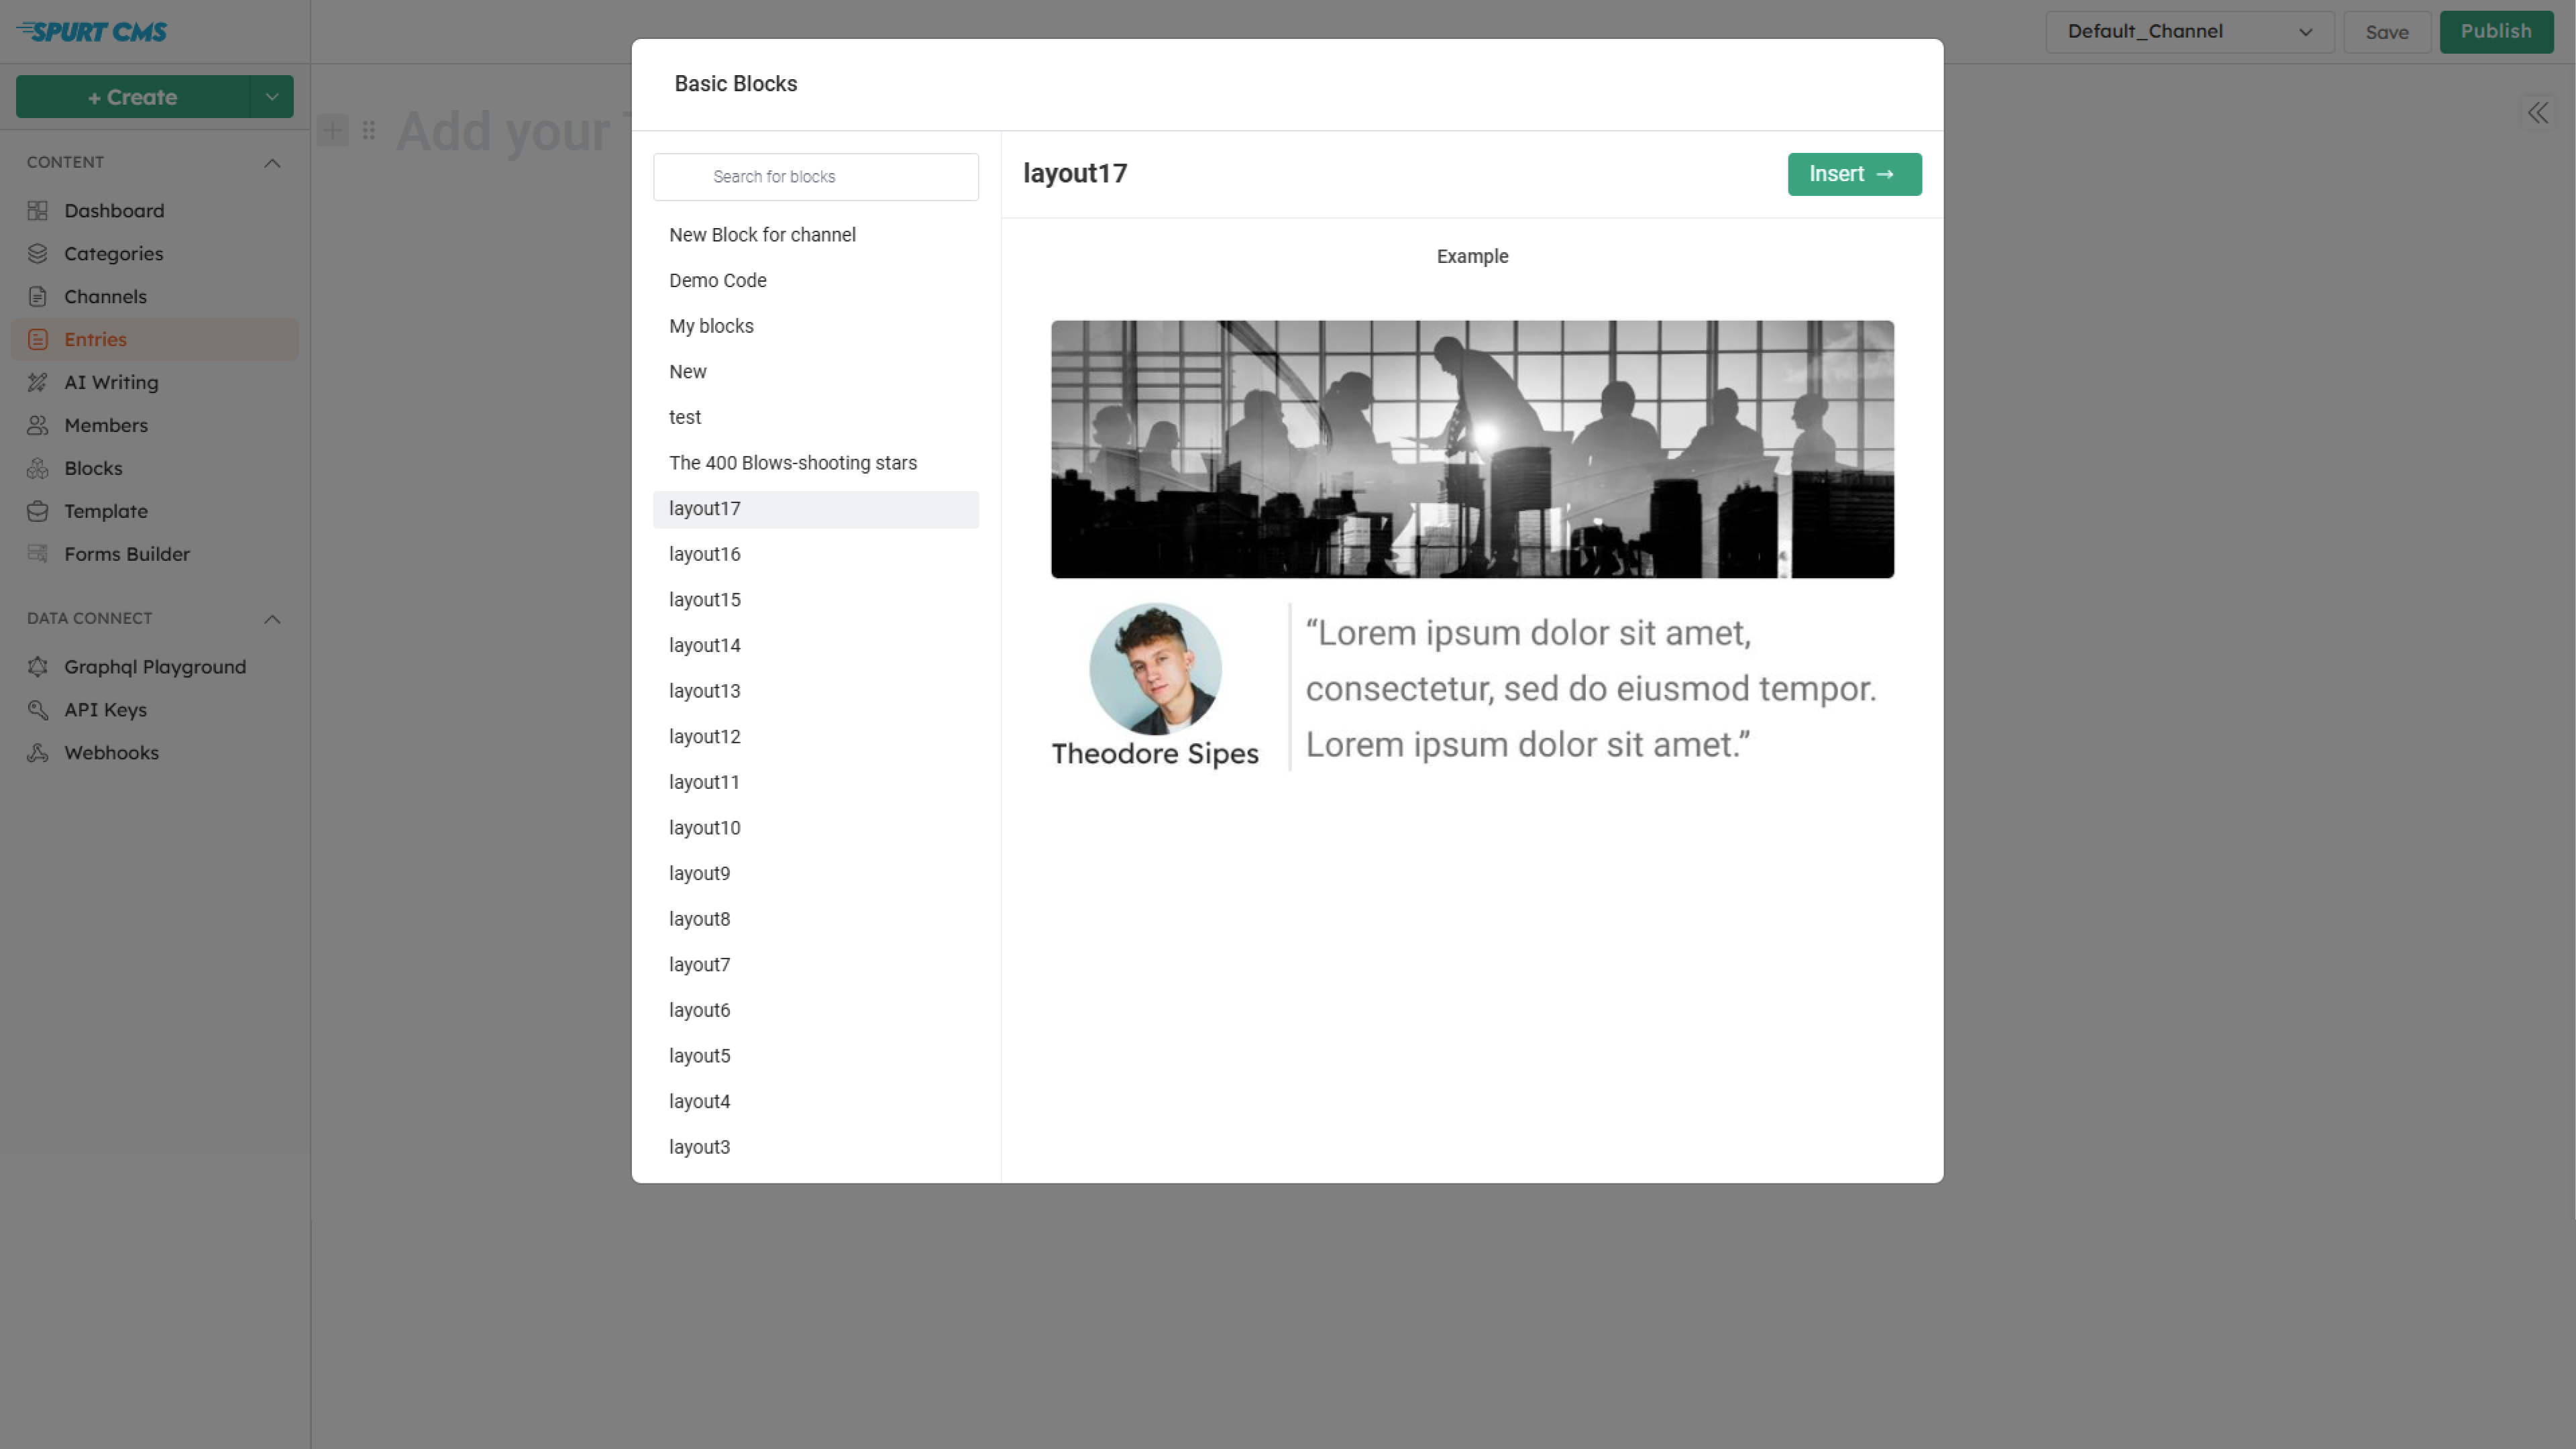 SPURT CMS
Default_Channel
Save
Publish
+ Create
CONTENT
Dashboard
Categories
Channels
Entries
AI Writing
Members
Blocks
Template
Forms Builder
DATA CONNECT
Graphql Playground
API Keys
Webhooks
Add your
Basic Blocks
Search for blocks
New Block for channel
Demo Code
My blocks
New
test
The 400 Blows-shooting stars
layout17
layout16
layout15
layout14
layout13
layout12
layout11
layout10
layout9
layout8
layout7
layout6
layout5
layout4
layout3
layout17
Insert →
Example
Theodore Sipes
“Lorem ipsum dolor sit amet,
consectetur, sed do eiusmod tempor.
Lorem ipsum dolor sit amet.”